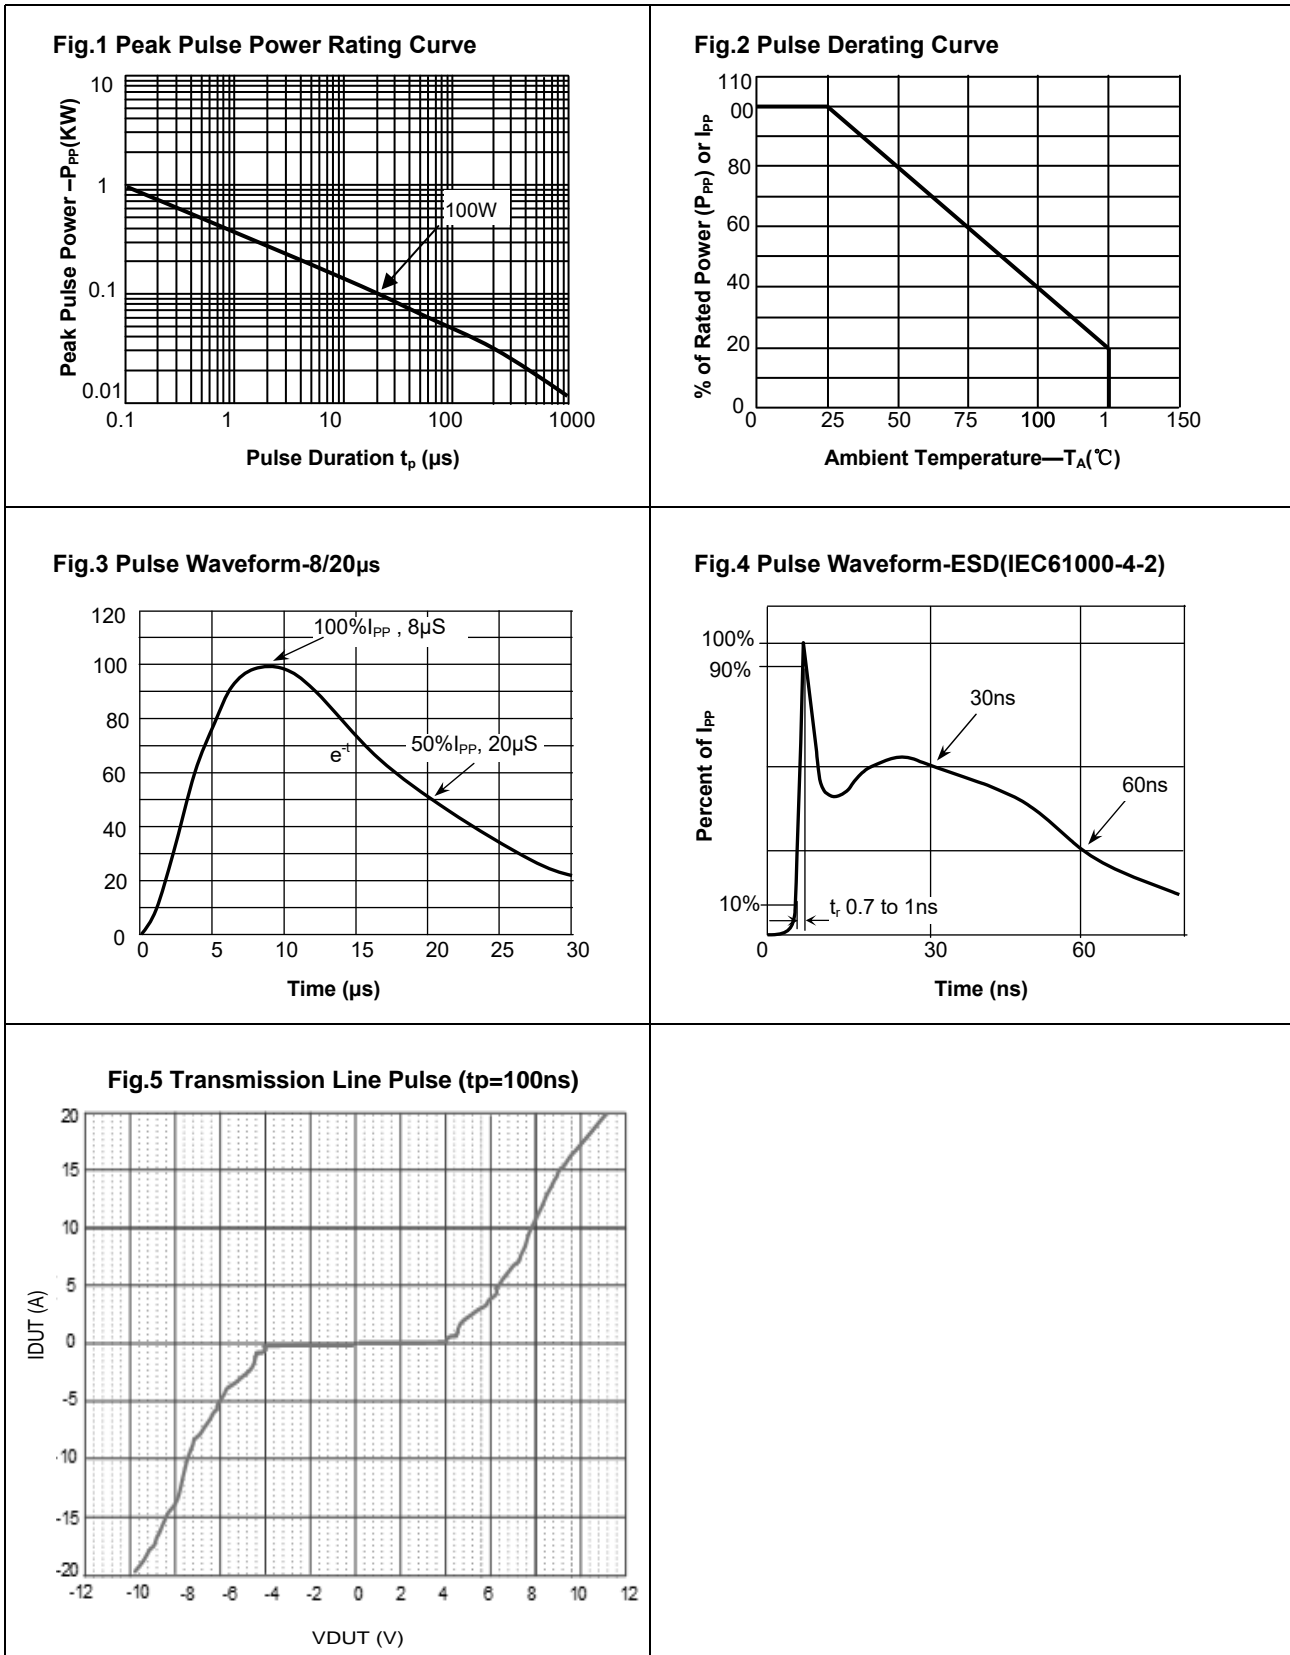 Fig.1 Peak Pulse Power Rating Curve
Peak Pulse Power –PPP(KW)
10
1
0.1
0.01
100W
0.1 1 10 100 1000
Pulse Duration tp (µs)
Fig.2 Pulse Derating Curve
% of Rated Power (PPP) or IPP
110
00
80
60
40
20
0
0 25 50 75 100 1 150
Ambient Temperature—TA(℃)
Fig.3 Pulse Waveform-8/20µs
120
100
80
60
40
20
0
100%IPP , 8µS
e-t
50%IPP, 20µS
0 5 10 15 20 25 30
Time (µs)
Fig.4 Pulse Waveform-ESD(IEC61000-4-2)
Percent of IPP
100%
90%
10%
30ns
60ns
tr 0.7 to 1ns
0 30 60
Time (ns)
Fig.5 Transmission Line Pulse (tp=100ns)
IDUT (A)
20
15
10
5
0
-5
-10
-15
-20
-12 -10 -8 -6 -4 -2 0 2 4 6 8 10 12
VDUT (V)